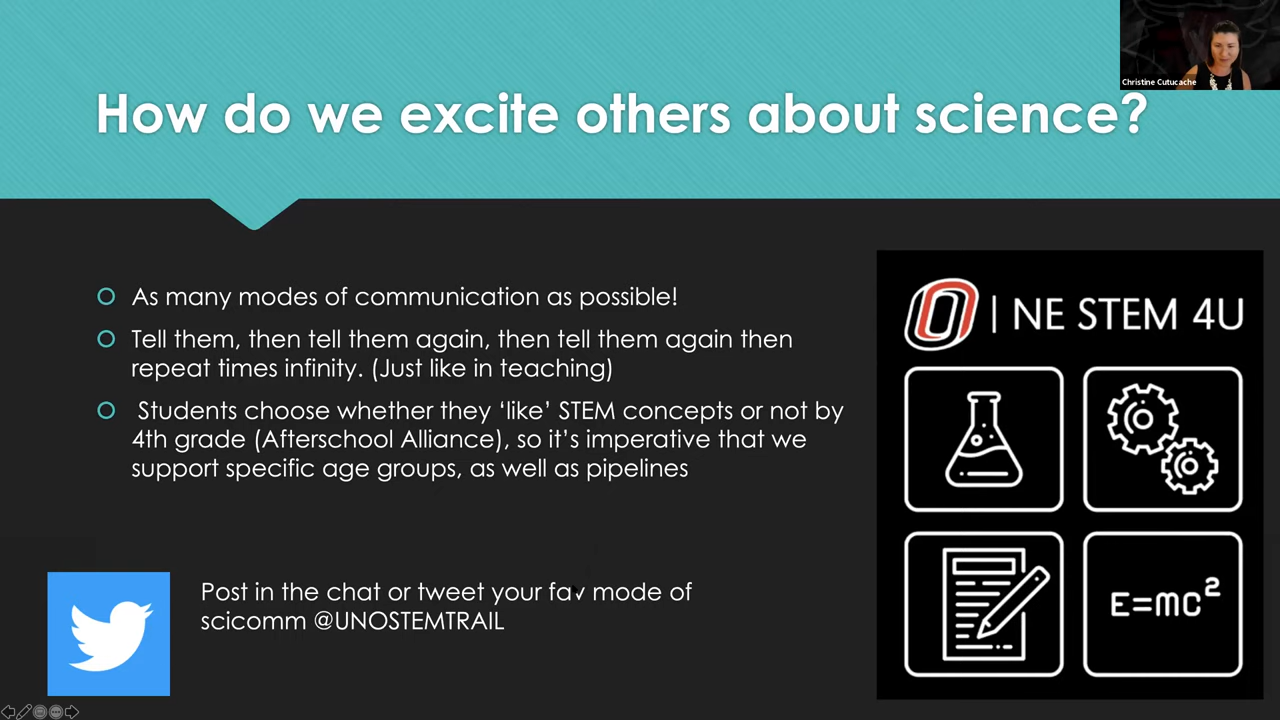 Christine Cutucache
How do we excite others about science?
As many modes of communication as possible!
Tell them, then tell them again, then tell them again then
repeat times infinity. (Just like in teaching)
Students choose whether they ‘like’ STEM concepts or not by
4th grade (Afterschool Alliance), so it’s imperative that we
support specific age groups, as well as pipelines
O | NE STEM 4U
E=mc²
Post in the chat or tweet your fav mode of
scicomm @UNOSTEMTRAIL